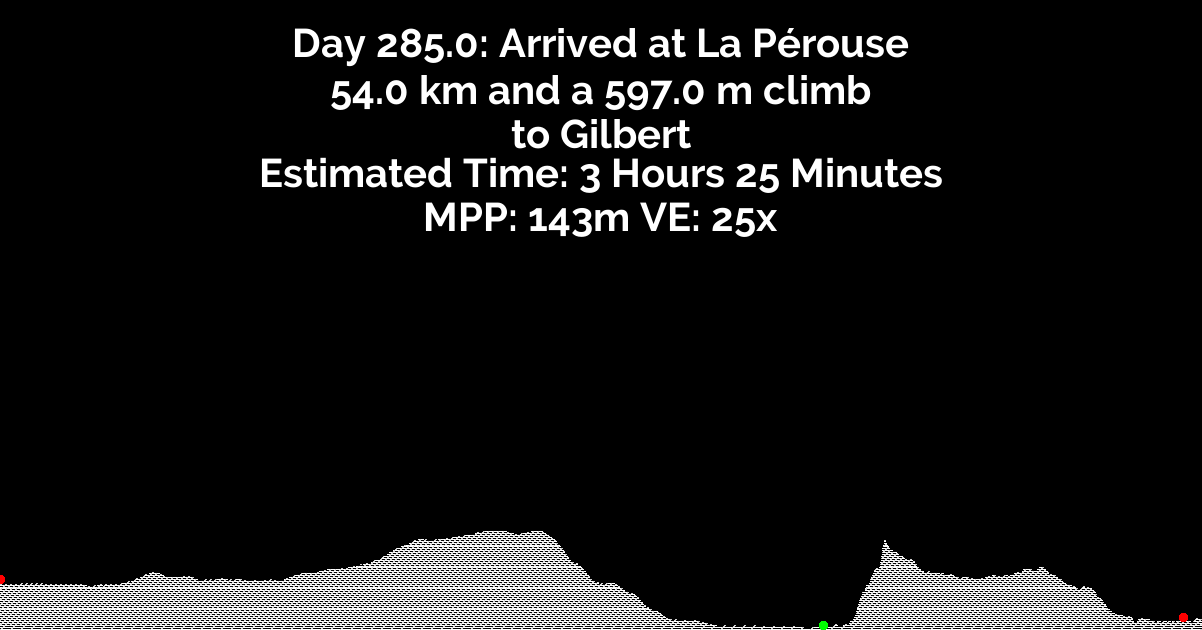 Day 285.0: Arrived at La Pérouse
54.0 km and a 597.0 m climb
to Gilbert
Estimated Time: 3 Hours 25 Minutes
MPP: 143m VE: 25x